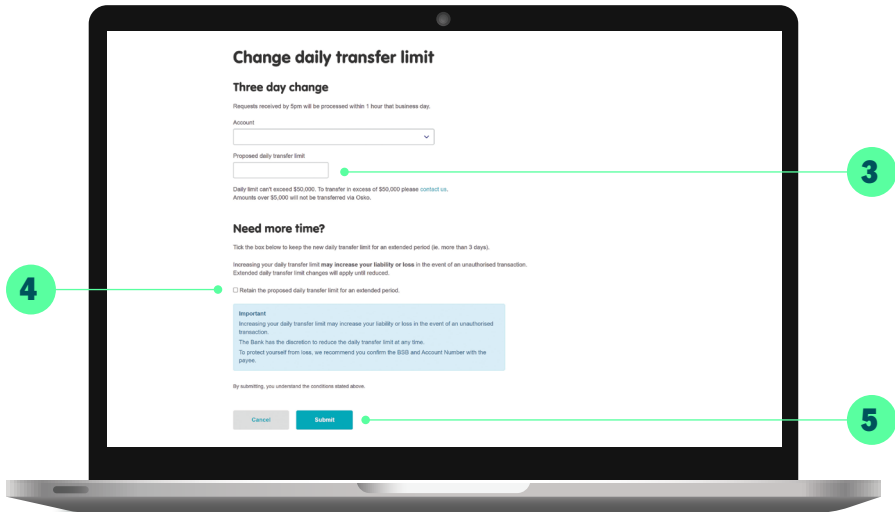 Change daily transfer limit
Three day change
Requests received by 5pm will be processed within 1 hour that business day.
Account
Proposed daily transfer limit
3
Daily limit can't exceed $50,000. To transfer in excess of $50,000 please contact us.
Amounts over $5,000 will not be transferred via Osko.
Need more time?
Tick the box below to keep the new daily transfer limit for an extended period (ie. more than 3 days).
Increasing your daily transfer limit may increase your liability or loss in the event of an unauthorised transaction.
Extended daily transfer limit changes will apply until reduced.
4
Retain the proposed daily transfer limit for an extended period.
Important
Increasing your daily transfer limit may increase your liability or loss in the event of an unauthorised
transaction.
The Bank has the discretion to reduce the daily transfer limit at any time.
To protect yourself from loss, we recommend you confirm the BSB and Account Number with the
payee.
By submitting, you understand the conditions stated above.
Cancel Submit
5